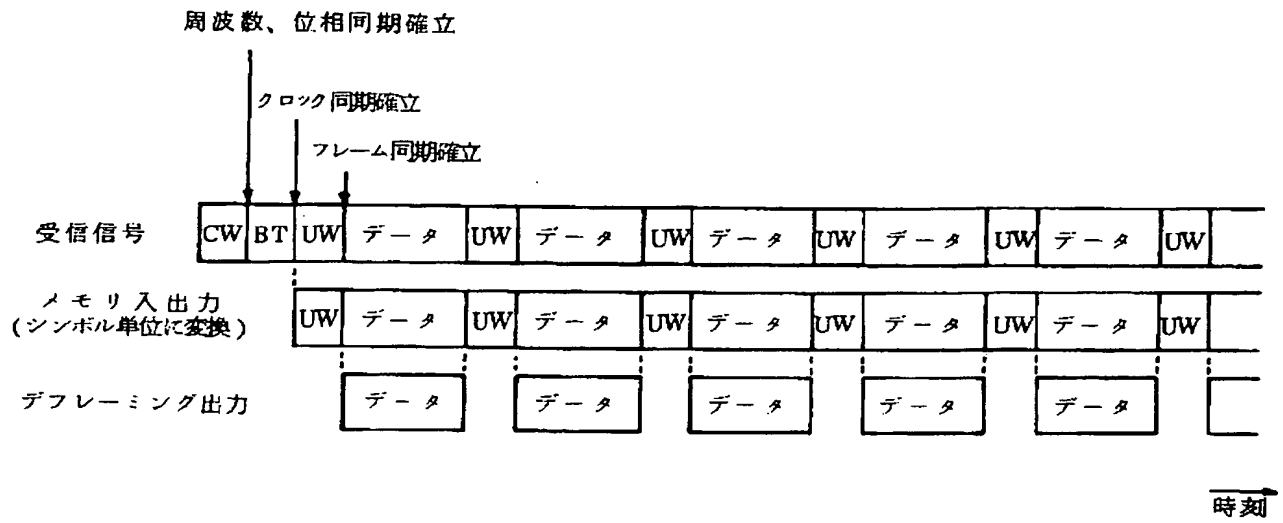 周波数、位相同期確立
クロック同期確立
フレーム同期確立
受信信号 CW BT UW データ UW データ UW データ UW データ UW データ UW
メモリ入出力
(シンボル単位に変換) UW データ UW データ UW データ UW データ UW データ UW
デフレーミング出力 データ データ データ データ データ
時刻